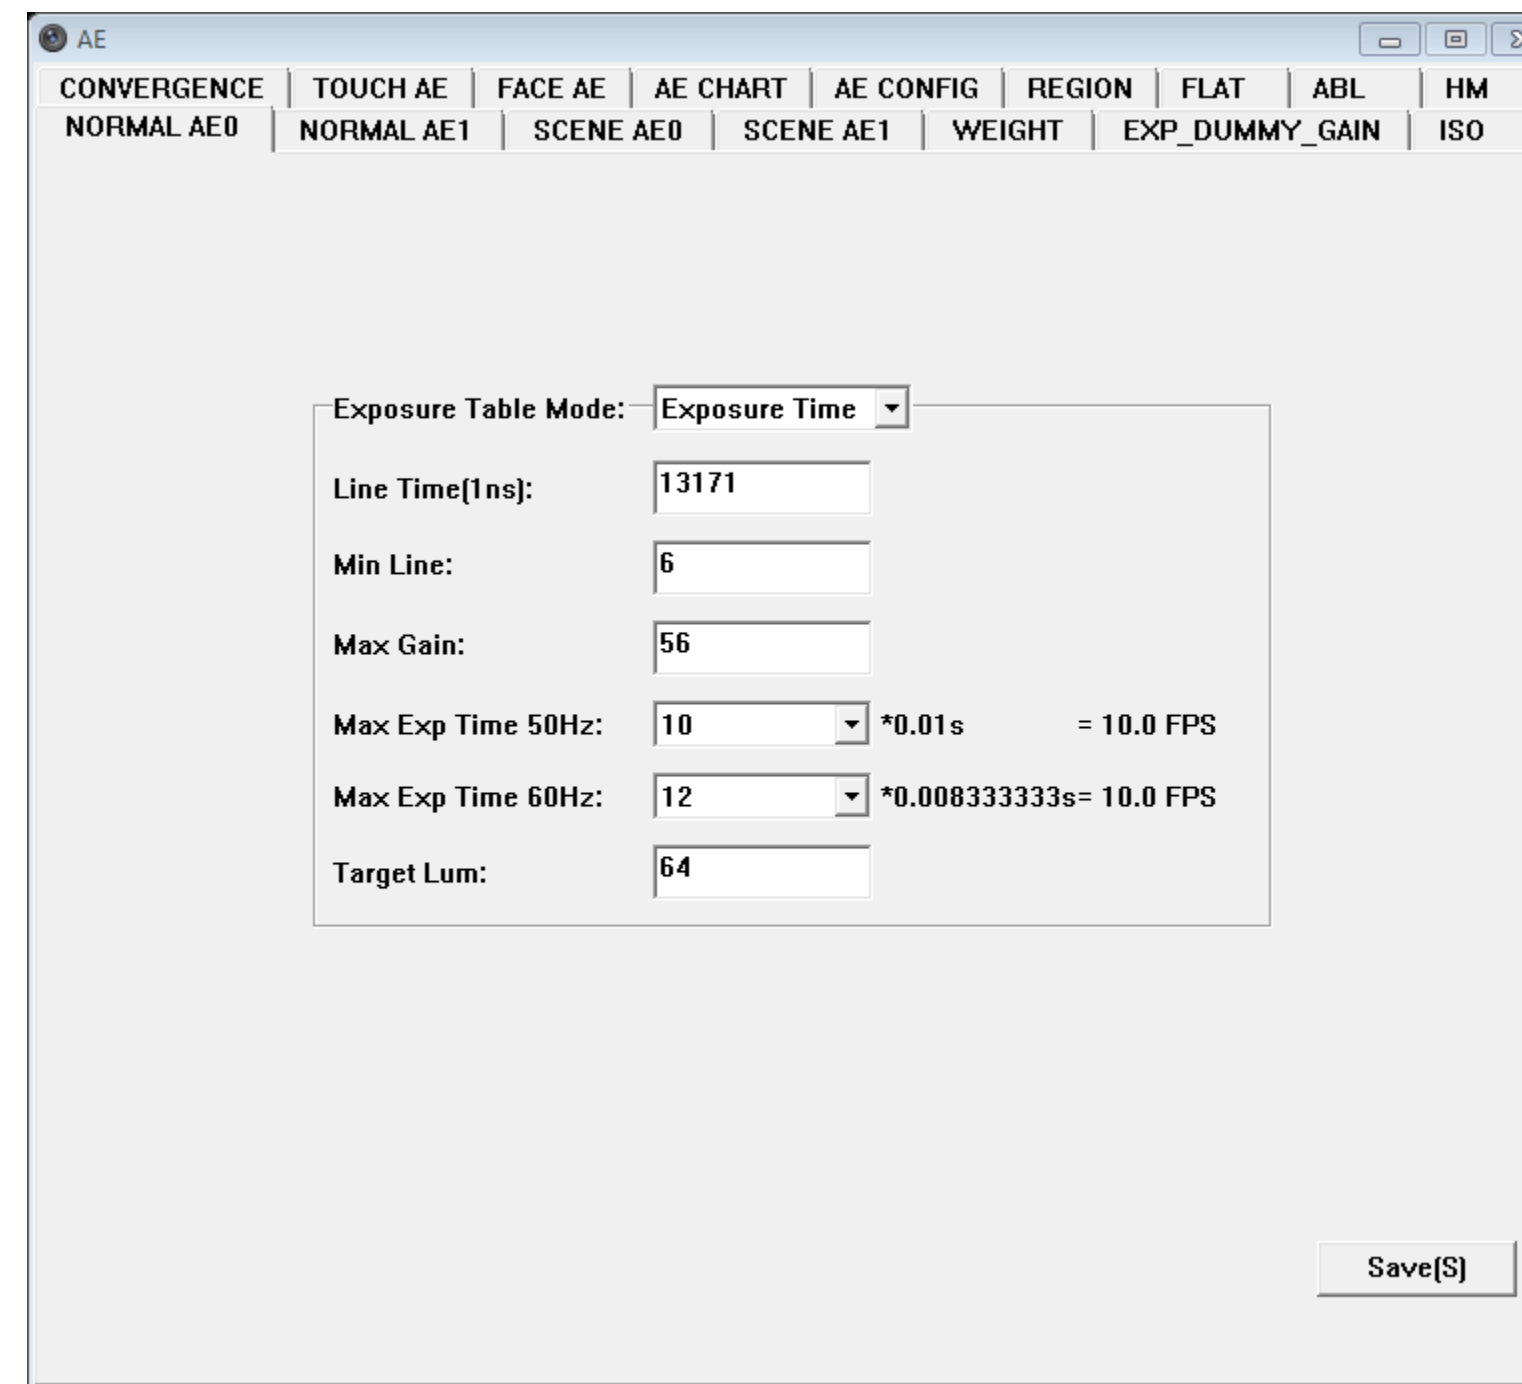 AE
CONVERGENCE TOUCH AE FACE AE AE CHART AE CONFIG REGION FLAT ABL HM
NORMAL AE0 NORMAL AE1 SCENE AE0 SCENE AE1 WEIGHT EXP_DUMMY_GAIN ISO
Exposure Table Mode: Exposure Time
Line Time(1ns): 13171
Min Line: 6
Max Gain: 56
Max Exp Time 50Hz: 10 *0.01s = 10.0 FPS
Max Exp Time 60Hz: 12 *0.008333333s= 10.0 FPS
Target Lum: 64
Save(S)